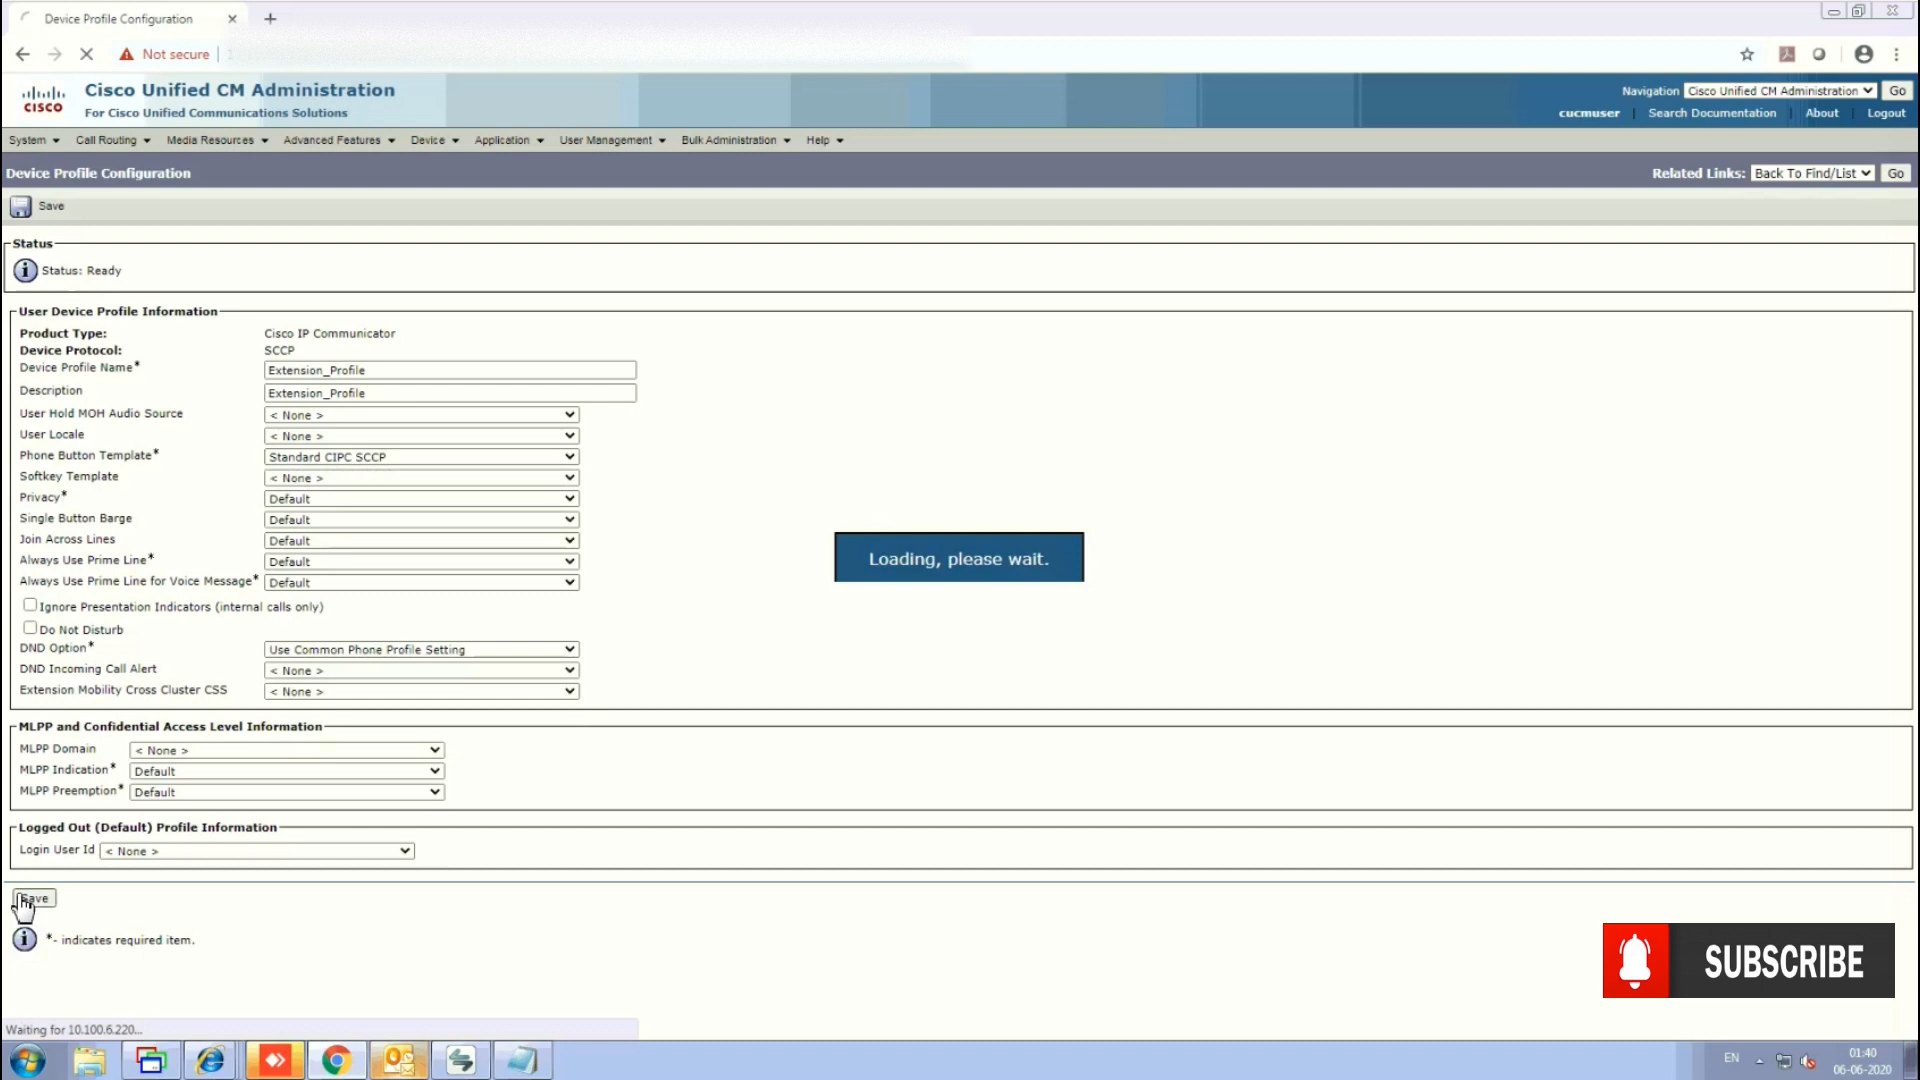 Device Profile Configuration
Not secure
CISCO
Cisco Unified CM Administration
For Cisco Unified Communications Solutions
Navigation Cisco Unified CM Administration Go
cucmuser Search Documentation About Logout
System Call Routing Media Resources Advanced Features Device Application User Management Bulk Administration Help
Device Profile Configuration
Related Links: Back To Find/List Go
Save
Status
Status: Ready
User Device Profile Information
Product Type: Cisco IP Communicator
Device Protocol: SCCP
Device Profile Name* Extension_Profile
Description Extension_Profile
User Hold MOH Audio Source < None >
User Locale < None >
Phone Button Template* Standard CIPC SCCP
Softkey Template < None >
Privacy* Default
Single Button Barge Default
Join Across Lines Default
Always Use Prime Line* Default
Always Use Prime Line for Voice Message* Default
Ignore Presentation Indicators (internal calls only)
Do Not Disturb
DND Option* Use Common Phone Profile Setting
DND Incoming Call Alert < None >
Extension Mobility Cross Cluster CSS < None >
Loading, please wait.
MLPP and Confidential Access Level Information
MLPP Domain < None >
MLPP Indication* Default
MLPP Preemption* Default
Logged Out (Default) Profile Information
Login User Id < None >
Save
*- indicates required item.
SUBSCRIBE
Waiting for 10.100.6.220...
EN
01:40
06-06-2020